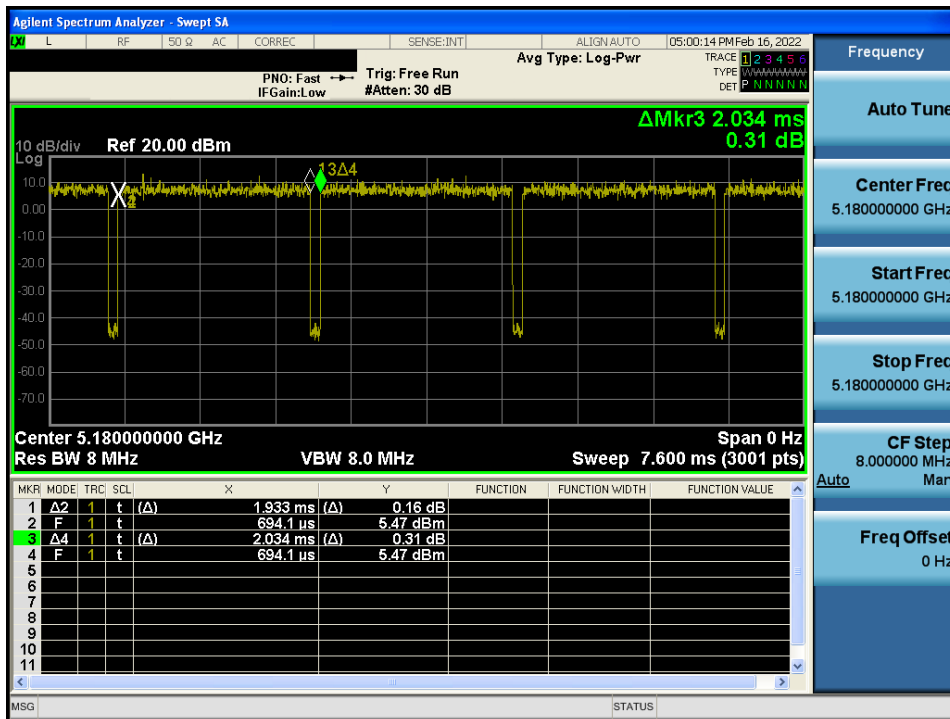 Agilent Spectrum Analyzer - Swept SA
LXI L RF 50 Ω AC CORREC SENSE:INT ALIGN AUTO 05:00:14 PM Feb 16, 2022
Frequency
Avg Type: Log-Pwr
TRACE 1 2 3 4 5 6
TYPE
DET P N N N N N
PNO: Fast
IFGain:Low
Trig: Free Run
#Atten: 30 dB
Auto Tune
ΔMkr3 2.034 ms
0.31 dB
10 dB/div
Log
Ref 20.00 dBm
10.0
0.00
-10.0
-20.0
-30.0
-40.0
-50.0
-60.0
-70.0
13Δ4
Center Freq
5.180000000 GHz
Start Freq
5.180000000 GHz
Stop Freq
5.180000000 GHz
Center 5.180000000 GHz
Span 0 Hz
Res BW 8 MHz
VBW 8.0 MHz
Sweep 7.600 ms (3001 pts)
CF Step
8.000000 MHz
Auto Man
Freq Offset
0 Hz
MKR MODE TRC SCL X Y FUNCTION FUNCTION WIDTH FUNCTION VALUE
1 Δ2 1 t (Δ) 1.933 ms (Δ) 0.16 dB
2 F 1 t 694.1 µs 5.47 dBm
3 Δ4 1 t (Δ) 2.034 ms (Δ) 0.31 dB
4 F 1 t 694.1 µs 5.47 dBm
5
6
7
8
9
10
11
MSG
STATUS